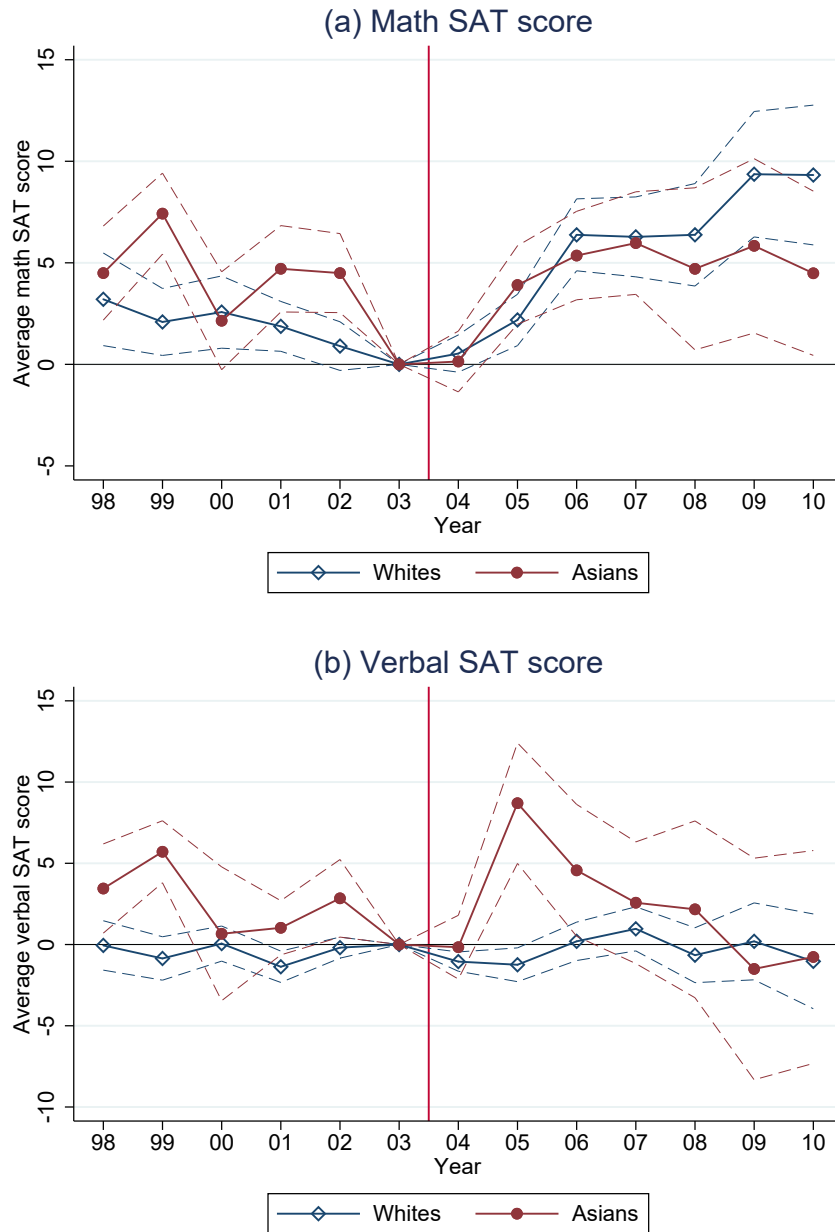 (a) Math SAT score
Average math SAT score
15
10
5
0
-5
98 99 00 01 02 03 04 05 06 07 08 09 10
Year
Whites Asians
(b) Verbal SAT score
Average verbal SAT score
15
10
5
0
-5
-10
98 99 00 01 02 03 04 05 06 07 08 09 10
Year
Whites Asians